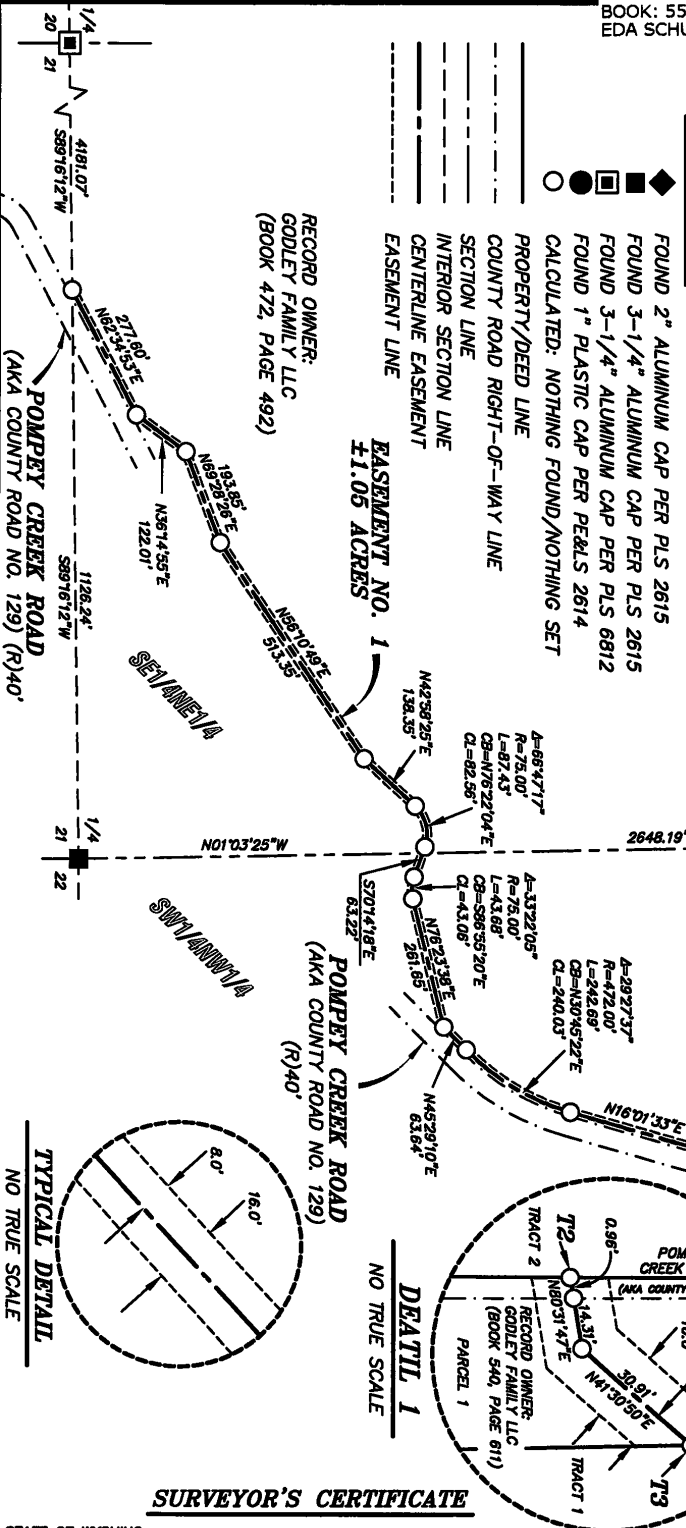 BOOK: 55
EDA SCHU
FOUND 2" ALUMINUM CAP PER PLS 2615
FOUND 3-1/4" ALUMINUM CAP PER PLS 2615
FOUND 3-1/4" ALUMINUM CAP PER PLS 6812
FOUND 1" PLASTIC CAP PER PE&LS 2614
CALCULATED: NOTHING FOUND/NOTHING SET
PROPERTY/DEED LINE
COUNTY ROAD RIGHT-OF-WAY LINE
SECTION LINE
INTERIOR SECTION LINE
CENTERLINE EASEMENT
EASEMENT LINE
RECORD OWNER:
GODLEY FAMILY LLC
(BOOK 472, PAGE 492)
1/4
20
21
4181.07'
S89°16'12"W
277.60'
N62°34'53"E
N36°14'55"E
122.01'
193.85'
N69°28'26"E
EASEMENT NO. 1
±1.05 ACRES
N56°10'49"E
513.35'
N42°58'25"E
138.35'
Δ=66°47'17"
R=75.00'
L=87.43'
CB=N76°22'04"E
CL=82.56'
POMPEY CREEK ROAD
(AKA COUNTY ROAD NO. 129) (R)40'
1126.24'
S89°16'12"W
SE1/4NE1/4
1/4
21
22
N01°03'25"W
2648.19'
SW1/4NW1/4
S70°14'18"E
63.22'
Δ=33°22'05"
R=75.00'
L=43.68'
CB=S86°55'20"E
CL=43.06'
N76°23'38"E
261.65'
N45°29'10"E
63.64'
Δ=29°27'37"
R=472.00'
L=242.69'
CB=N30°45'22"E
CL=240.03'
N16°01'33"E
POMPEY CREEK ROAD
(AKA COUNTY ROAD NO. 129)
(R)40'
8.0'
16.0'
TYPICAL DETAIL
NO TRUE SCALE
POM
CREEK
(AKA COUNTY
T2
TRACT 2
0.96'
14.31'
N80°31'47"E
30.91'
N41°30'50"E
RECORD OWNER:
GODLEY FAMILY LLC
(BOOK 540, PAGE 611)
PARCEL 1
TRACT 1
T3
DEATIL 1
NO TRUE SCALE
SURVEYOR'S CERTIFICATE